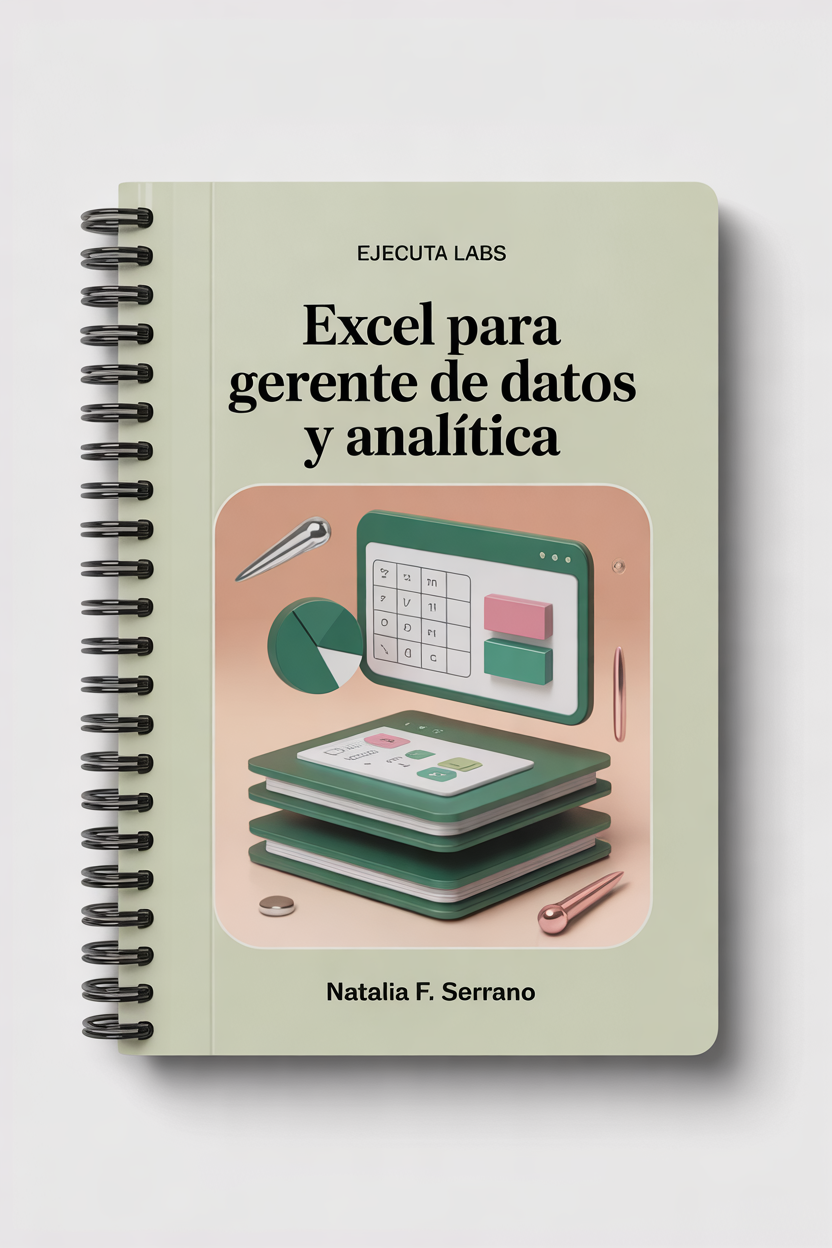 EJECUTA LABS
Excel para
gerente de datos
y analítica
Natalia F. Serrano